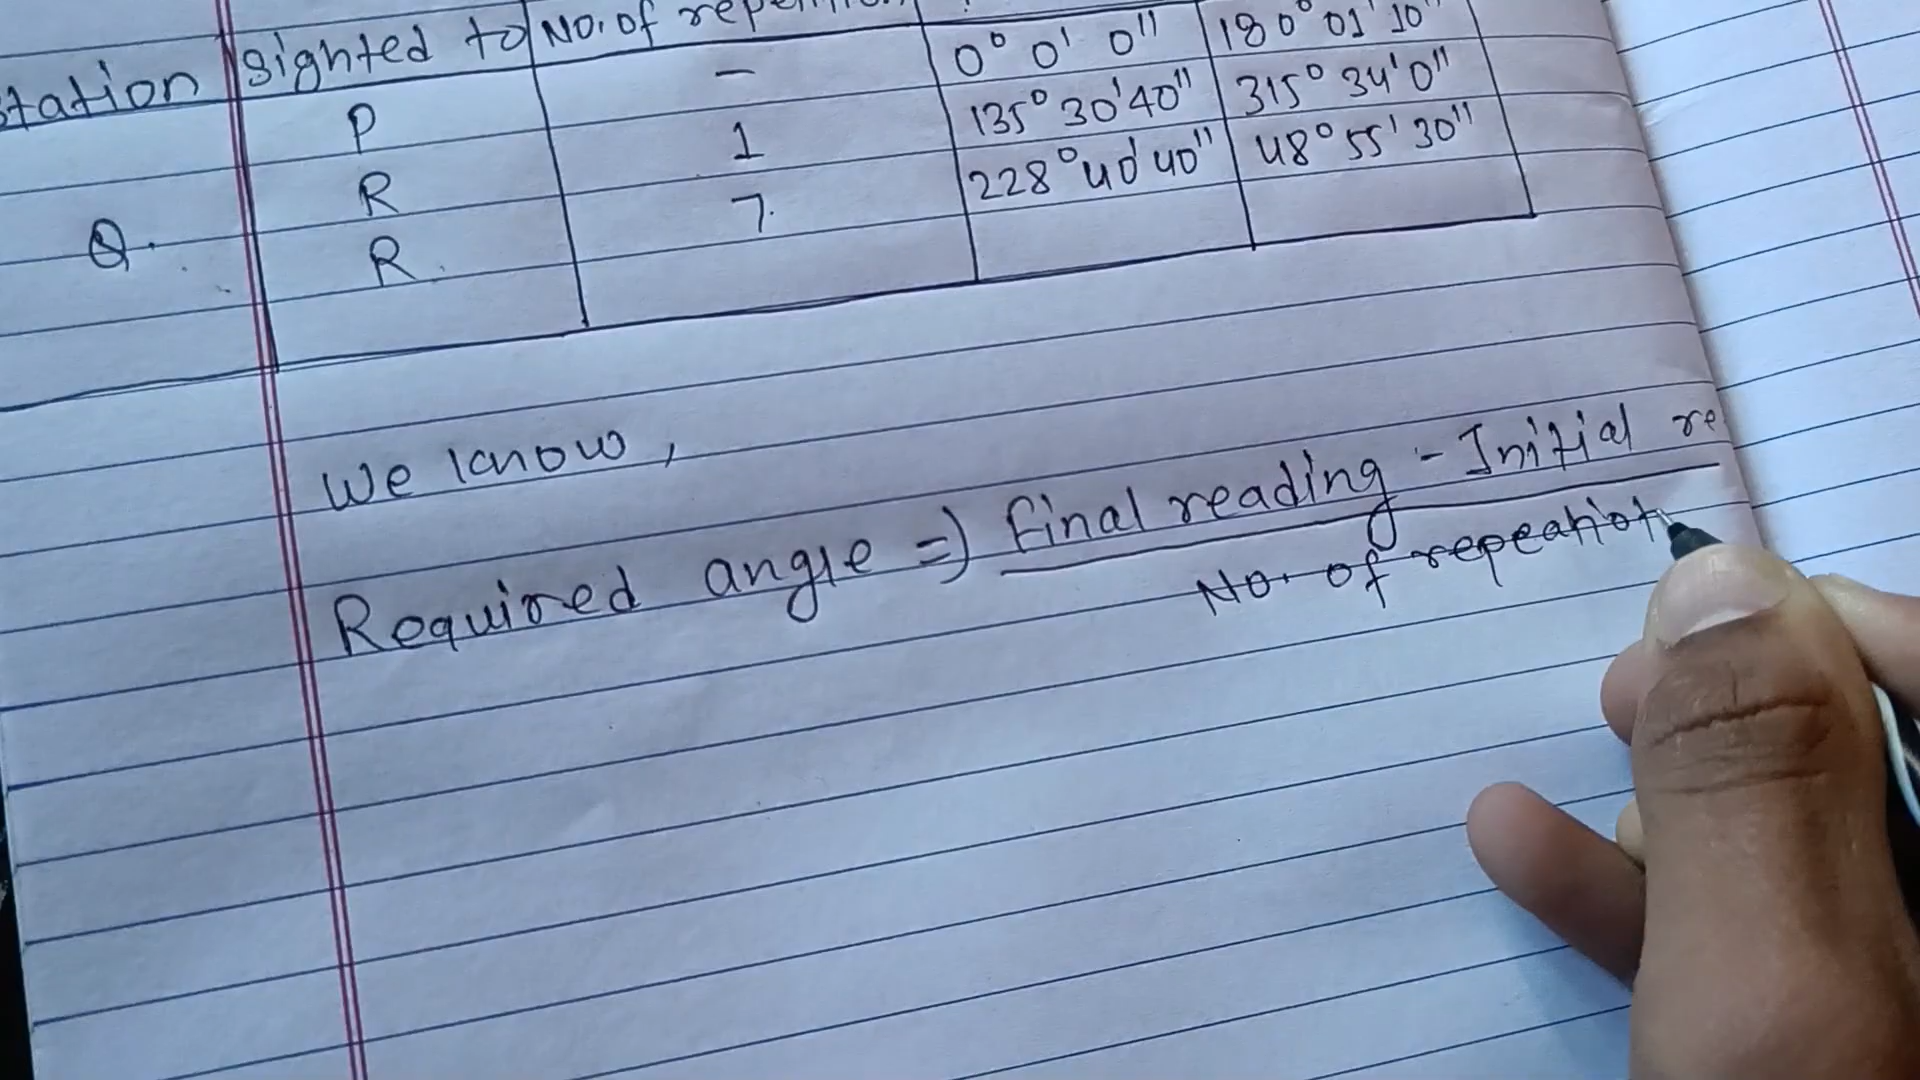 station sighted to No. of repetition
P - 0° 0' 0" 180° 01' 10"
R 1 135° 30' 40" 315° 34' 0"
Q. R. 7. 228° 40' 40" 48° 55' 30"
We know,
Required angle => final reading - Initial re
No. of repeatiot